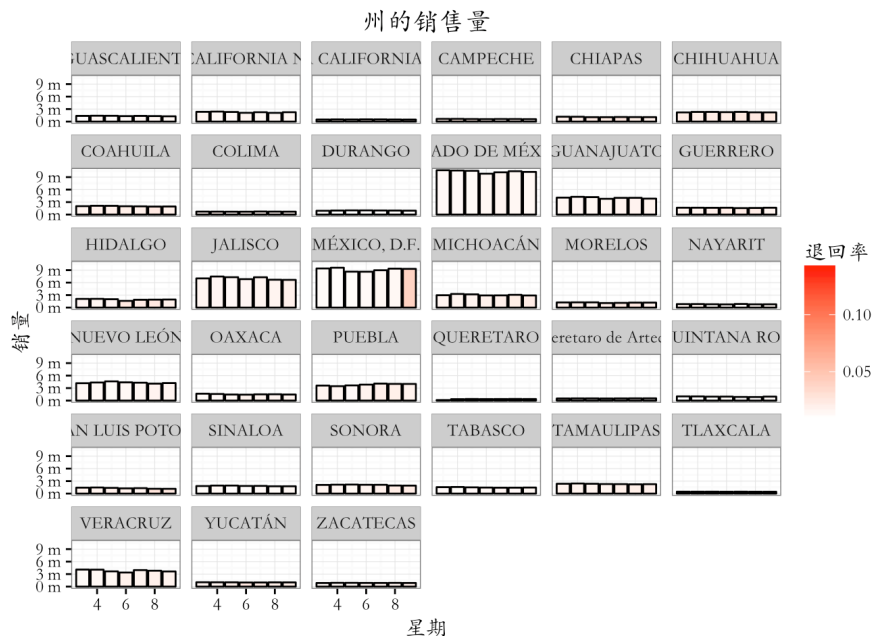 州的销售量
GUASCALIENT CALIFORNIA N CALIFORNIA CAMPECHE CHIAPAS CHIHUAHUA
9 m
6 m
3 m
0 m
COAHUILA COLIMA DURANGO ADO DE MÉX GUANAJUATO GUERRERO
9 m
6 m
3 m
0 m
HIDALGO JALISCO MÉXICO, D.F. MICHOACÁN MORELOS NAYARIT
9 m
6 m
3 m
0 m
NUEVO LEÓN OAXACA PUEBLA QUERETARO eretaro de Artea UINTANA RO
9 m
6 m
3 m
0 m
AN LUIS POTO SINALOA SONORA TABASCO TAMAULIPAS TLAXCALA
9 m
6 m
3 m
0 m
VERACRUZ YUCATÁN ZACATECAS
9 m
6 m
3 m
0 m
4 6 8 4 6 8 4 6 8
星期
销量
退回率
0.10
0.05